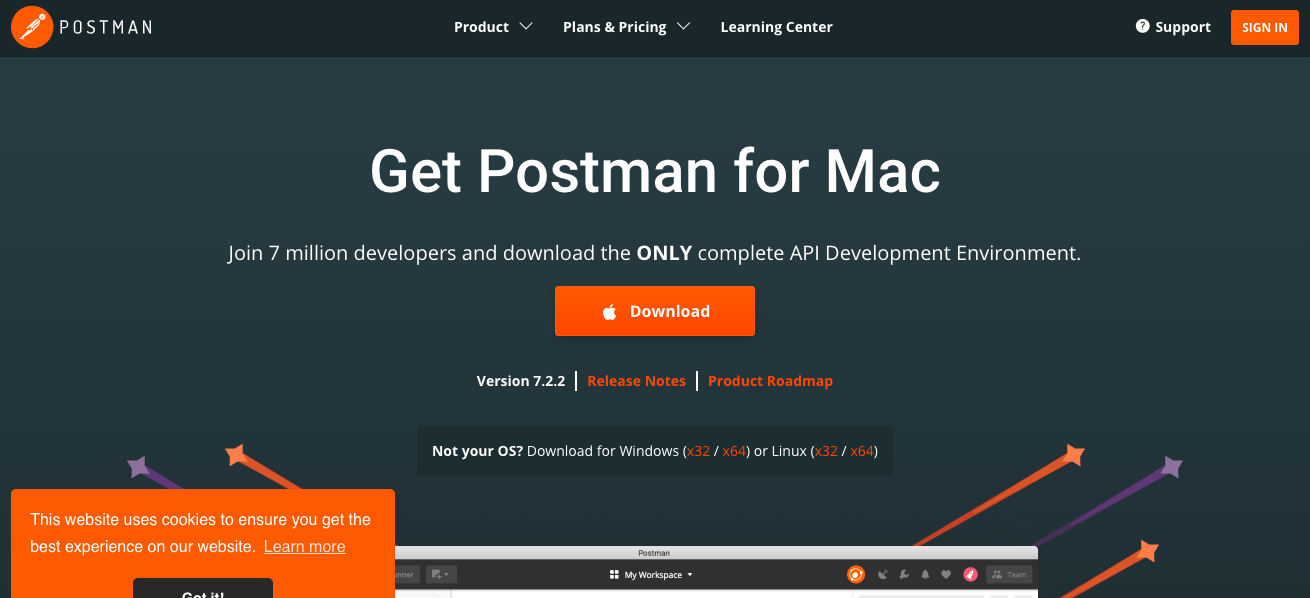 POSTMAN
Product
Plans & Pricing
Learning Center
? Support
SIGN IN
Get Postman for Mac
Join 7 million developers and download the ONLY complete API Development Environment.
Download
Version 7.2.2 | Release Notes | Product Roadmap
Not your OS? Download for Windows (x32 / x64) or Linux (x32 / x64)
This website uses cookies to ensure you get the
best experience on our website. Learn more
Got it!
Postman
My Workspace
Team